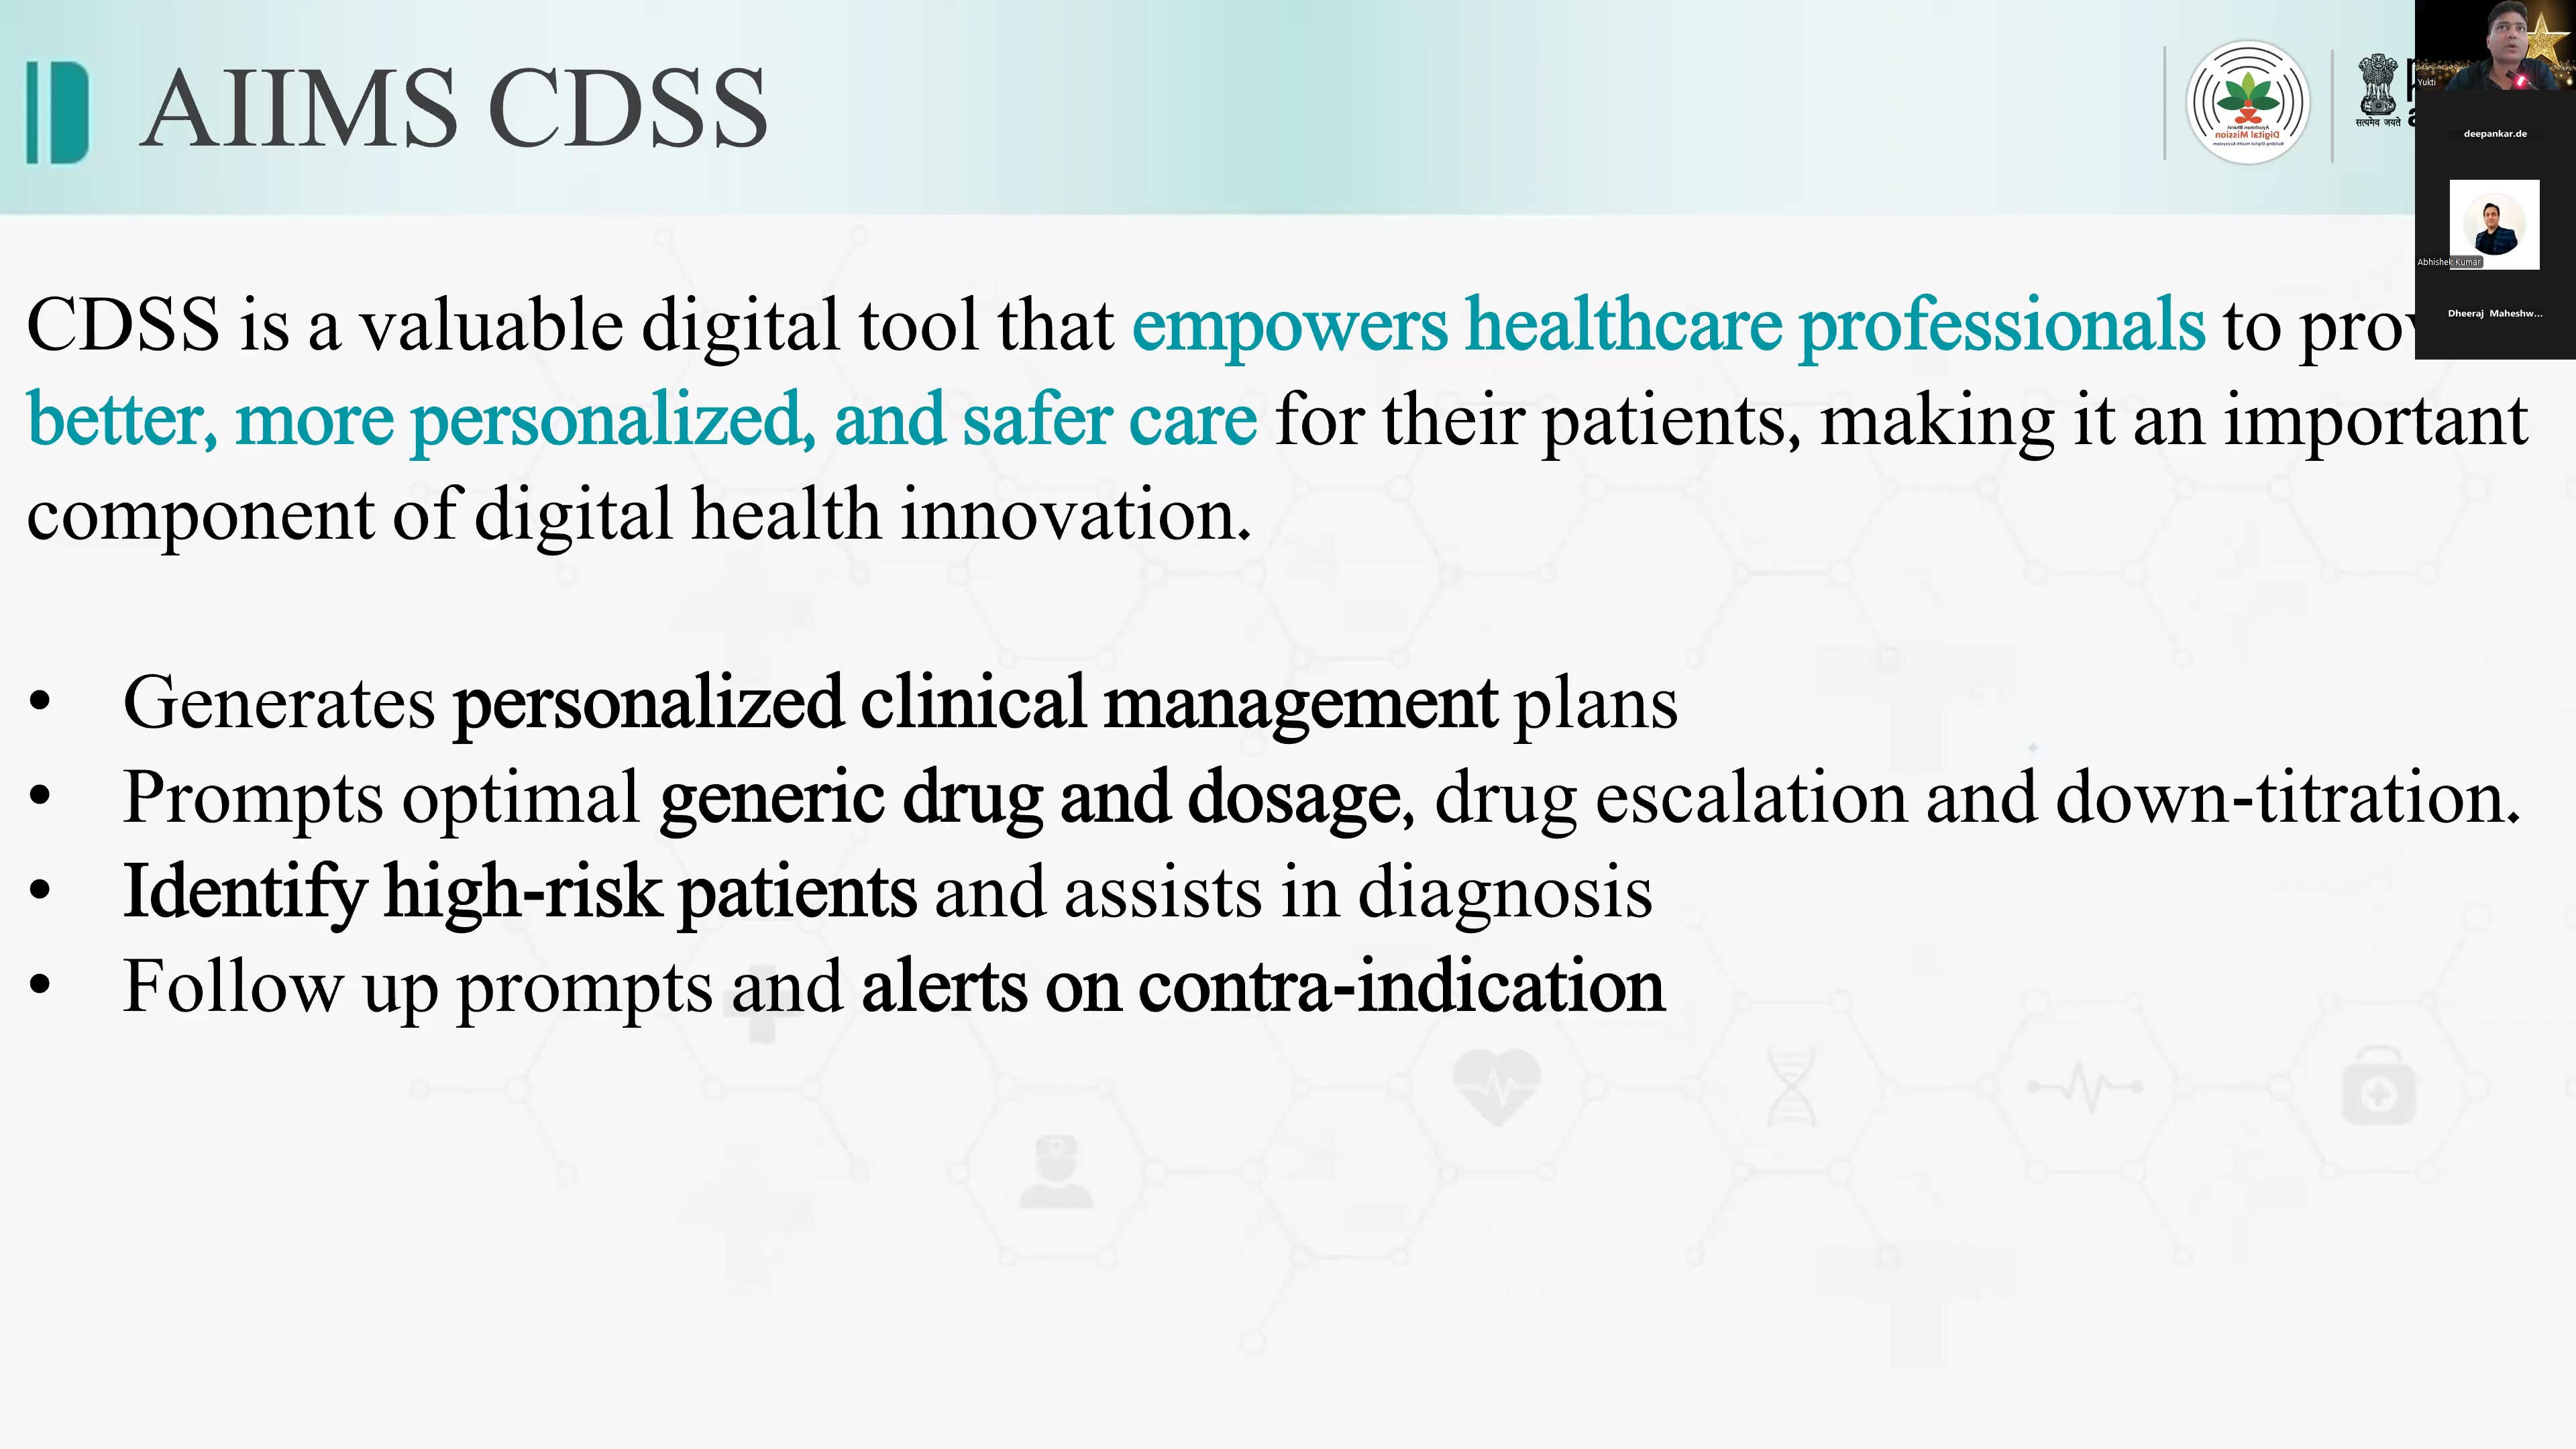 AIIMS CDSS
Ayushman Bharat
Digital Mission
सत्यमेव जयते
Yukti
deepankar.de
Abhishek Kumar
Dheeraj Maheshw...
CDSS is a valuable digital tool that empowers healthcare professionals to
better, more personalized, and safer care for their patients, making it an important
component of digital health innovation.
• Generates personalized clinical management plans
• Prompts optimal generic drug and dosage, drug escalation and down-titration.
• Identify high-risk patients and assists in diagnosis
• Follow up prompts and alerts on contra-indication